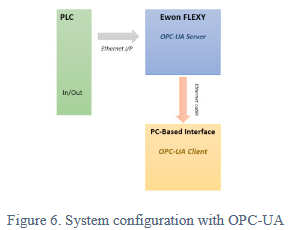 PLC
Ewon FLEXY
OPC-UA Server
Ethernet I/P
In/Out
Ethernet cable
PC-Based Interface
OPC-UA Client
Figure 6. System configuration with OPC-UA